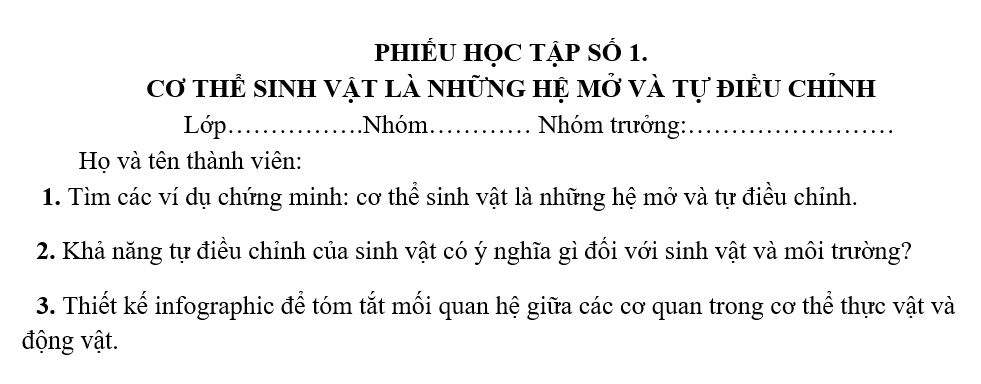 PHIẾU HỌC TẬP SỐ 1.
CƠ THỂ SINH VẬT LÀ NHỮNG HỆ MỞ VÀ TỰ ĐIỀU CHỈNH
Lớp…………….Nhóm………… Nhóm trưởng:……………………
Họ và tên thành viên:
1. Tìm các ví dụ chứng minh: cơ thể sinh vật là những hệ mở và tự điều chỉnh.
2. Khả năng tự điều chỉnh của sinh vật có ý nghĩa gì đối với sinh vật và môi trường?
3. Thiết kế infographic để tóm tắt mối quan hệ giữa các cơ quan trong cơ thể thực vật và
động vật.